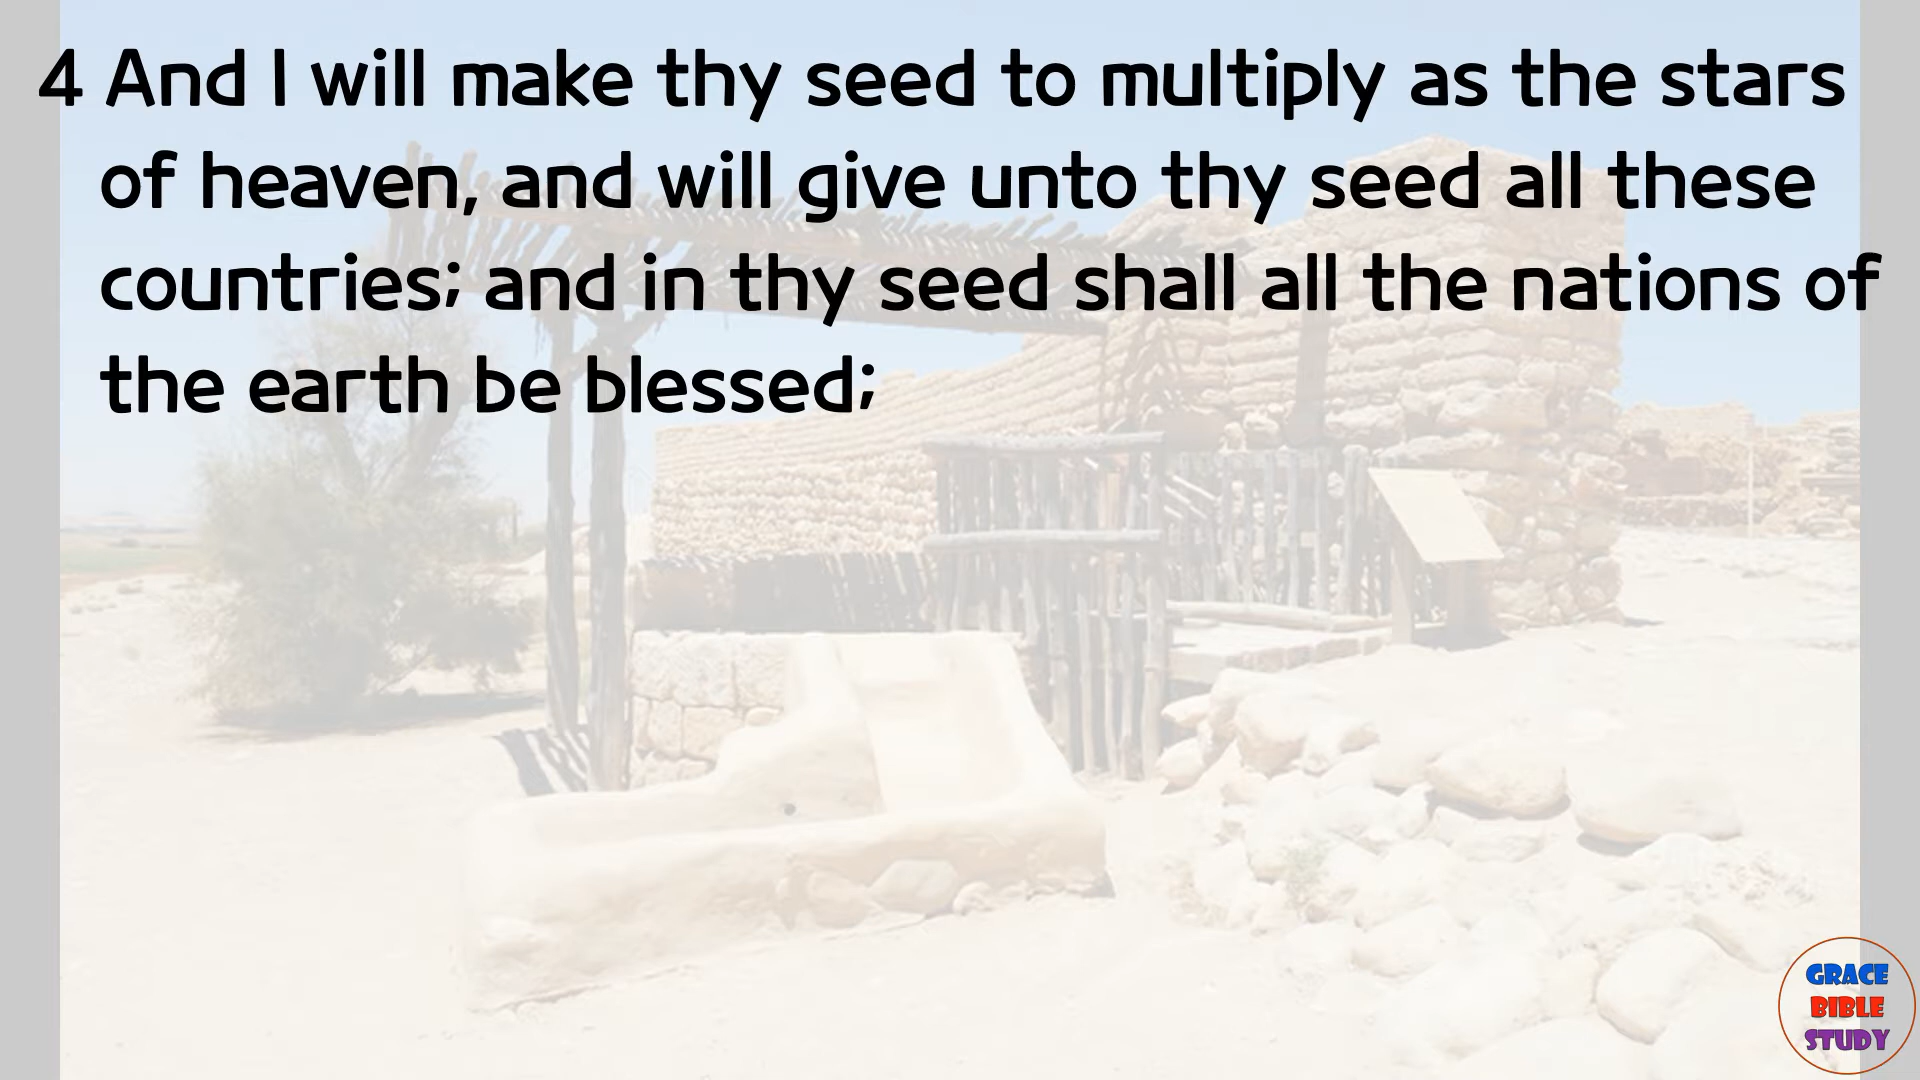 4 And I will make thy seed to multiply as the stars
of heaven, and will give unto thy seed all these
countries; and in thy seed shall all the nations of
the earth be blessed;
GRACE
BIBLE
STUDY